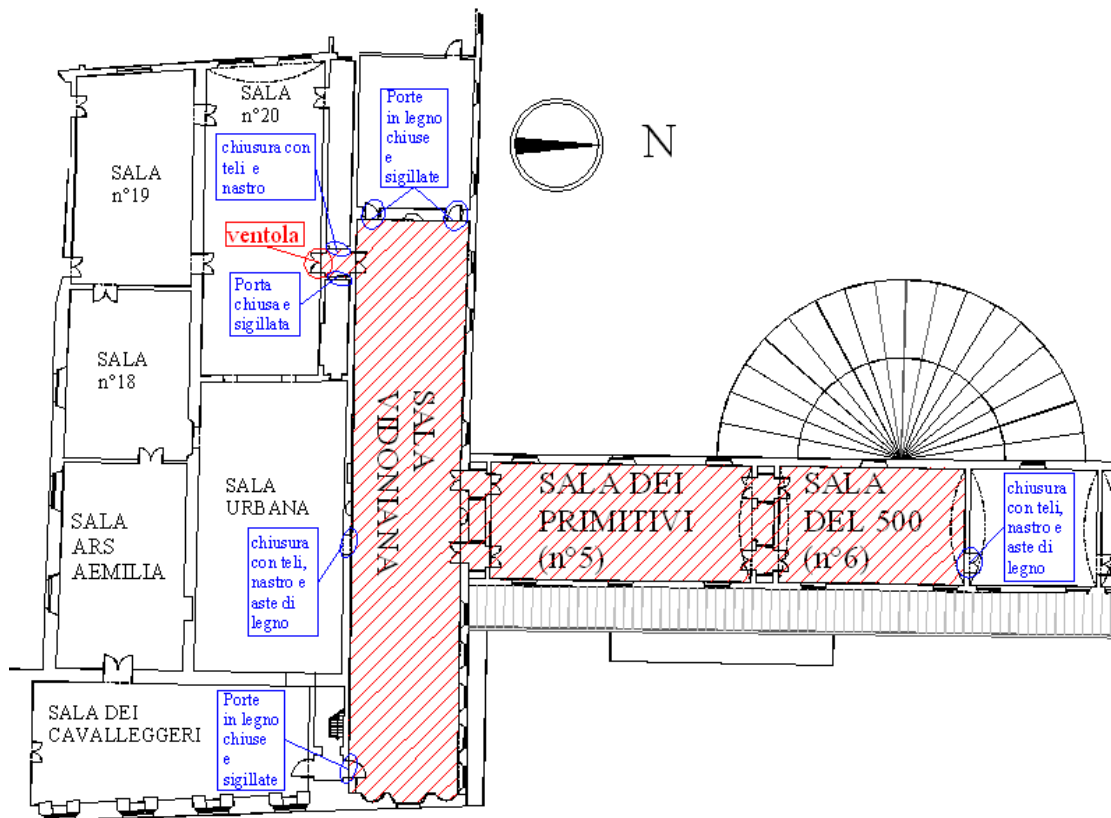 SALA
n°20
Porte
in legno
chiuse
e
sigillate
chiusura con
teli e
nastro
N
SALA
n°19
ventola
Porta
chiusa e
sigillata
SALA
n°18
SALA
VIDONIANA
SALA DEI
PRIMITIVI
(n°5)
SALA
DEL 500
(n°6)
chiusura
con teli,
nastro e
aste di
legno
SALA
URBANA
SALA
ARS
AEMILIA
chiusura
con teli,
nastro e
aste di
legno
SALA DEI
CAVALLEGGERI
Porte
in legno
chiuse
e
sigillate